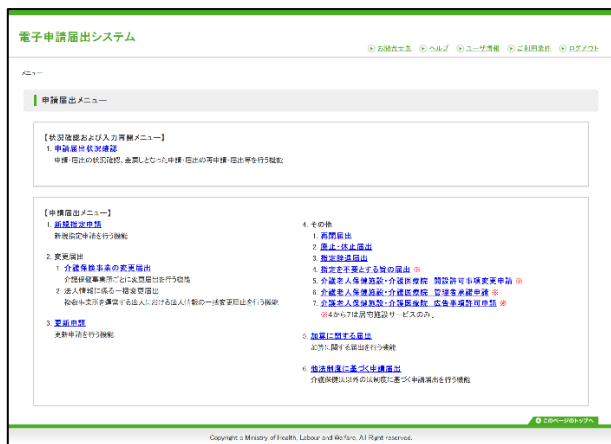 電子申請届出システム
お問合せ先 ヘルプ ユーザ情報 ご利用条件 ログアウト
メニュー
申請届出メニュー
【状況確認および入力再開メニュー】
1. 申請届出状況確認
申請・届出の状況確認、差戻しとなった申請・届出の再申請・届出等を行う機能
【申請届出メニュー】
1. 新規指定申請
新規指定申請を行う機能
2. 変更届出
1. 介護保険事業の変更届出
介護保険事業所ごとに変更届出を行う機能
2. 法人情報に係る一括変更届出
複数事業所を運営する法人における法人情報の一括変更届出を行う機能
3. 更新申請
更新申請を行う機能
4. その他
1. 再開届出
2. 廃止・休止届出
3. 指定辞退届出
4. 指定を不要とする旨の届出 ※
5. 介護老人保健施設・介護医療院 開設許可事項変更申請 ※
6. 介護老人保健施設・介護医療院 管理者承認申請 ※
7. 介護老人保健施設・介護医療院 広告事項許可申請 ※
※4から7は居宅施設サービスのみ。
5. 加算に関する届出
加算に関する届出を行う機能
6. 他法制度に基づく申請届出
介護保険法以外の法制度に基づく申請届出を行う機能
このページのトップへ
Copyright c Ministry of Health, Labour and Welfare, All Right reserved.